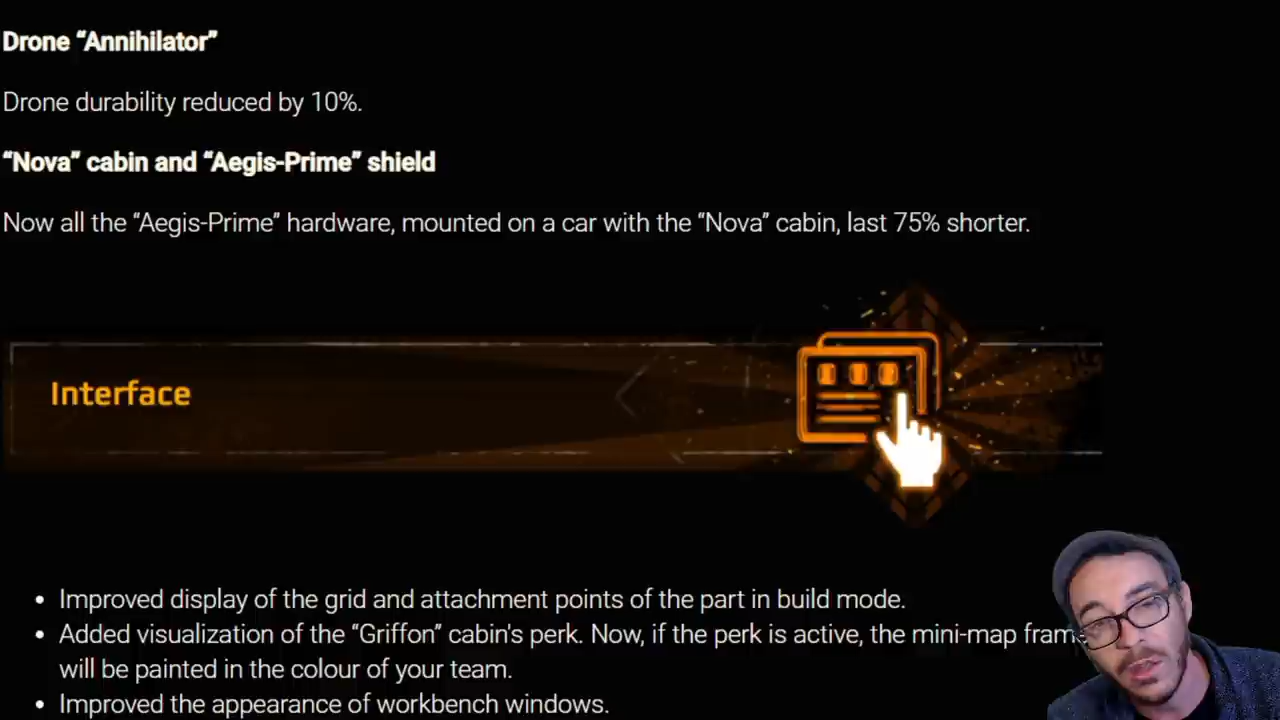 Drone “Annihilator”
Drone durability reduced by 10%.
“Nova” cabin and “Aegis-Prime” shield
Now all the “Aegis-Prime” hardware, mounted on a car with the “Nova” cabin, last 75% shorter.
Interface
• Improved display of the grid and attachment points of the part in build mode.
• Added visualization of the “Griffon” cabin's perk. Now, if the perk is active, the mini-map frame
will be painted in the colour of your team.
• Improved the appearance of workbench windows.